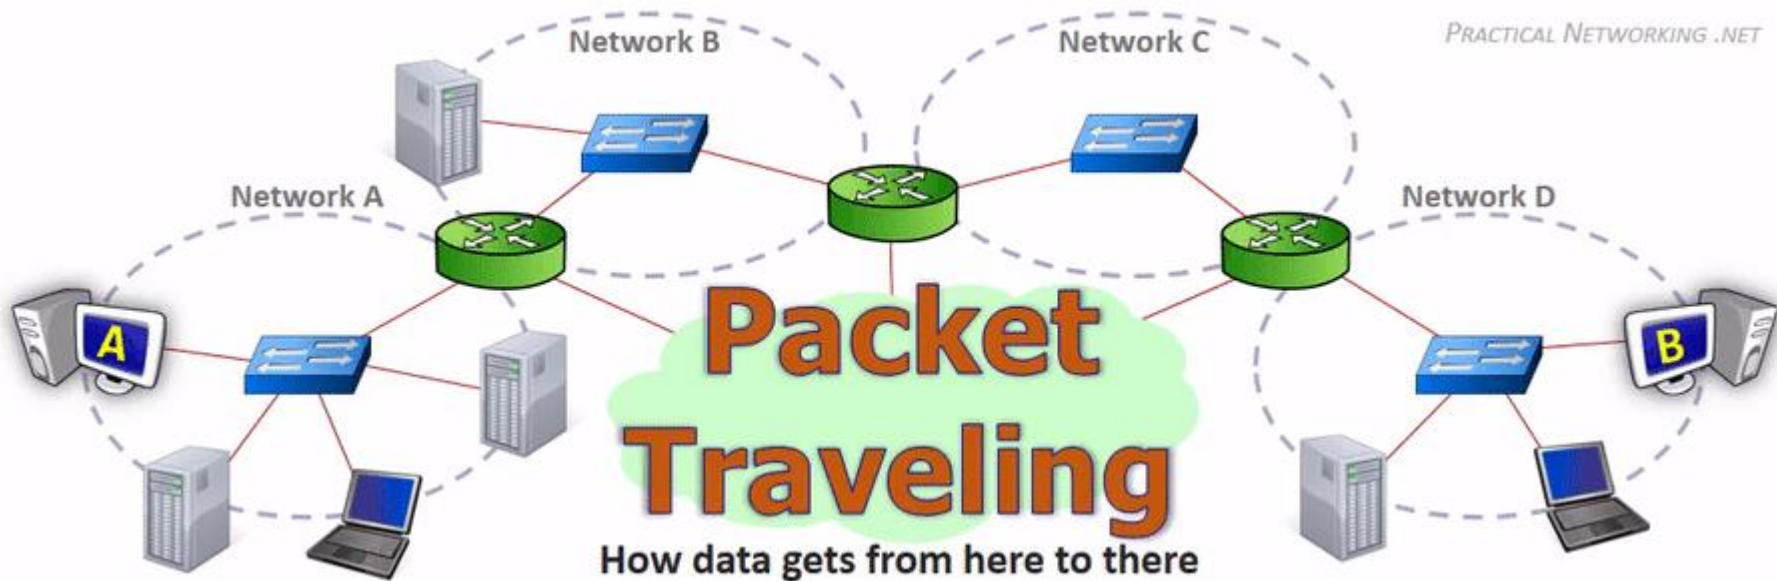 PRACTICAL NETWORKING .NET
Network B
Network C
Network A
Network D
A
B
Packet
Traveling
How data gets from here to there